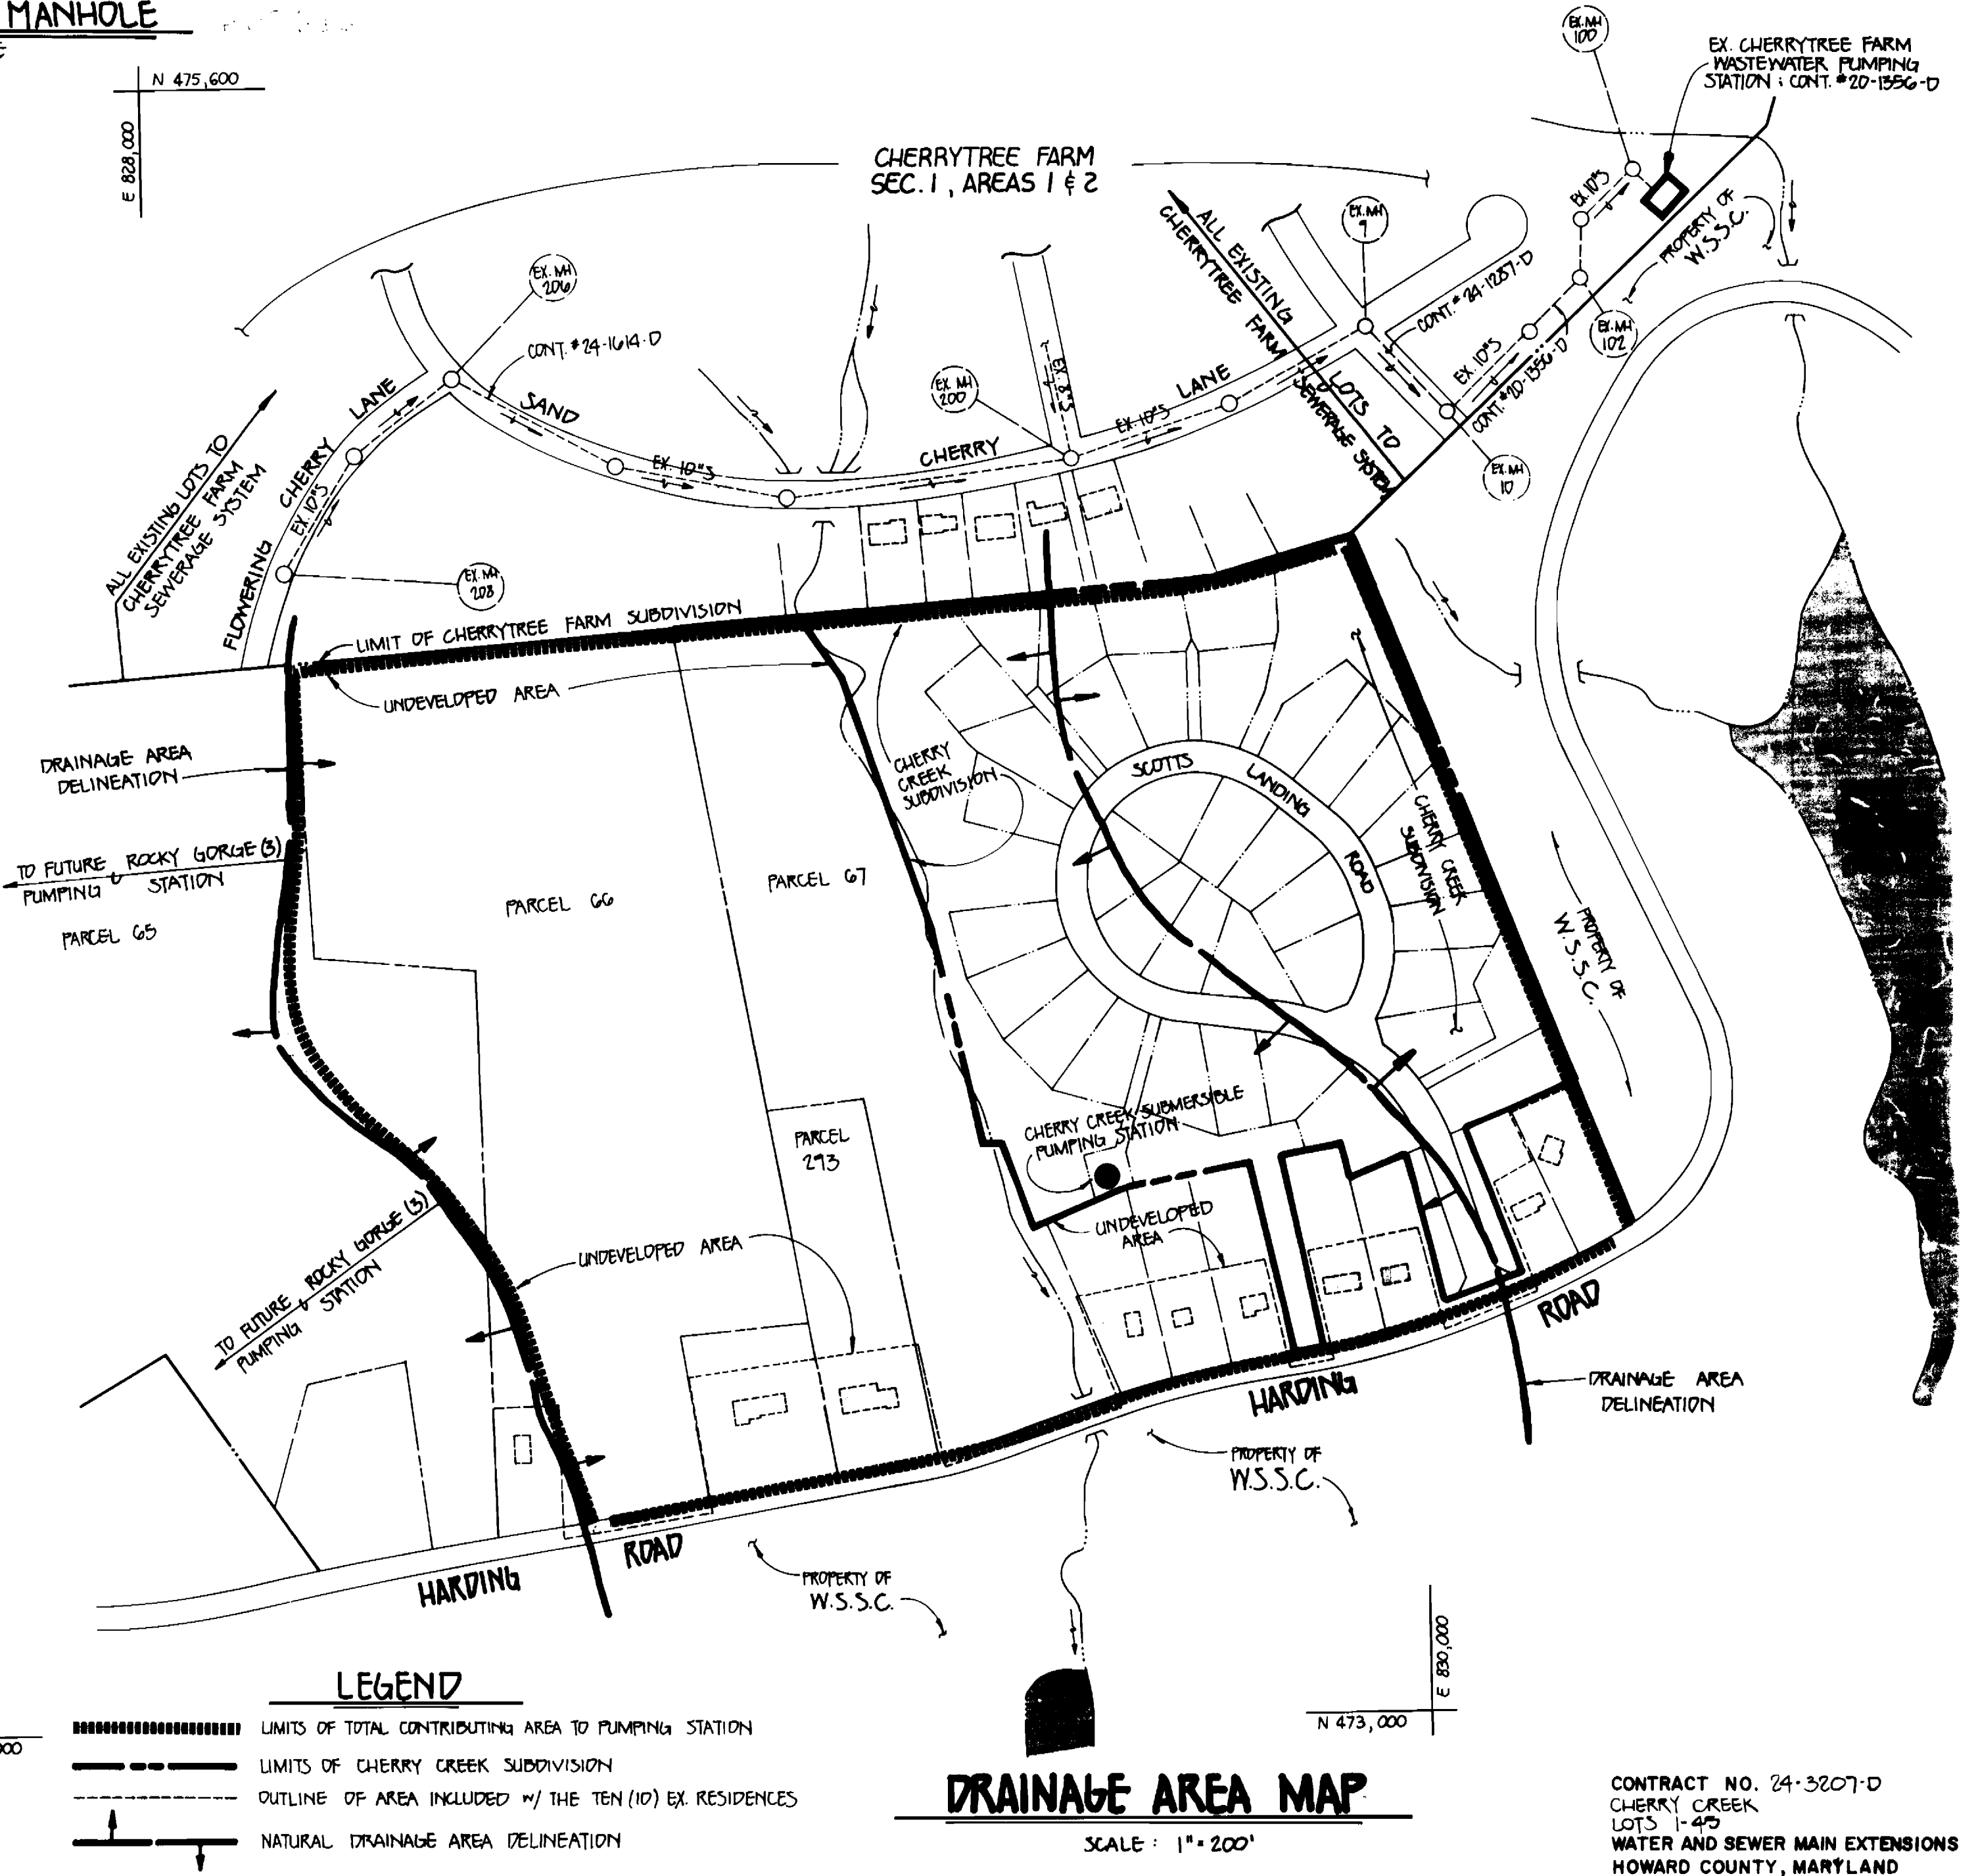 MANHOLE
N 475,600
E 828,000
EX. MH
100
EX. CHERRYTREE FARM
WASTEWATER PUMPING
STATION : CONT. #20-1356-D
CHERRYTREE FARM
SEC. 1, AREAS 1 & 2
EX. 10"S
PROPERTY OF
W.S.S.C.
ALL EXISTING LOTS TO
CHERRYTREE FARM SEWERAGE SYSTEM
EX. MH
9
CONT. #24-1287-D
EX. MH
102
EX. 10"S
CONT. #20-1356-D
EX. MH
10
EX. MH
206
CONT. #24-1614-D
SAND CHERRY LANE
EX. MH
200
EX. 8"S
EX. 10"S
EX. 10"S
FLOWERING CHERRY LANE
EX. 10"S
ALL EXISTING LOTS TO
CHERRYTREE FARM
SEWERAGE SYSTEM
EX. MH
208
LIMIT OF CHERRYTREE FARM SUBDIVISION
UNDEVELOPED AREA
DRAINAGE AREA
DELINEATION
CHERRY
CREEK
SUBDIVISION
SCOTTS LANDING ROAD
CHERRY CREEK
SUBDIVISION
TO FUTURE ROCKY GORGE (3)
PUMPING STATION
PARCEL 65
PARCEL 66
PARCEL 67
PROPERTY OF
W.S.S.C.
CHERRY CREEK SUBMERSIBLE
PUMPING STATION
PARCEL
293
UNDEVELOPED
AREA
TO FUTURE ROCKY GORGE (3)
PUMPING STATION
UNDEVELOPED AREA
HARDING ROAD
DRAINAGE AREA
DELINEATION
PROPERTY OF
W.S.S.C.
HARDING ROAD
PROPERTY OF
W.S.S.C.
E 830,000
N 473,000
LEGEND
LIMITS OF TOTAL CONTRIBUTING AREA TO PUMPING STATION
LIMITS OF CHERRY CREEK SUBDIVISION
OUTLINE OF AREA INCLUDED W/ THE TEN (10) EX. RESIDENCES
NATURAL DRAINAGE AREA DELINEATION
DRAINAGE AREA MAP
SCALE : 1" = 200'
CONTRACT NO. 24-3207-D
CHERRY CREEK
LOTS 1-45
WATER AND SEWER MAIN EXTENSIONS
HOWARD COUNTY, MARYLAND